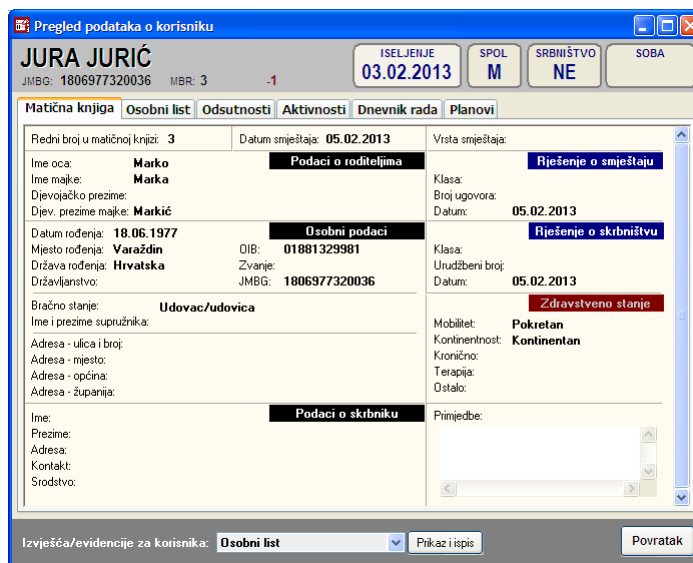 Pregled podataka o korisniku
JURA JURIĆ
JMBG: 1806977320036 MBR: 3 -1
ISELJENJE
03.02.2013
SPOL
M
SRBNIŠTVO
NE
SOBA
Matična knjiga Osobni list Odsutnosti Aktivnosti Dnevnik rada Planovi
Redni broj u matičnoj knjizi: 3 Datum smještaja: 05.02.2013 Vrsta smještaja:
Podaci o roditeljima
Ime oca: Marko
Ime majke: Marka
Djevojačko prezime:
Djev. prezime majke: Markić
Rješenje o smještaju
Klasa:
Broj ugovora:
Datum: 05.02.2013
Osobni podaci
Datum rođenja: 18.06.1977
Mjesto rođenja: Varaždin OIB: 01881329981
Država rođenja: Hrvatska Zvanje:
Državljanstvo: JMBG: 1806977320036
Rješenje o skrbništvu
Klasa:
Urudžbeni broj:
Datum: 05.02.2013
Bračno stanje: Udovac/udovica
Ime i prezime supružnika:
Adresa - ulica i broj:
Adresa - mjesto:
Adresa - općina:
Adresa - županija:
Zdravstveno stanje
Mobilitet: Pokretan
Kontinentnost: Kontinentan
Kronično:
Terapija:
Ostalo:
Podaci o skrbniku
Ime:
Prezime:
Adresa:
Kontakt:
Srodstvo:
Primjedbe:
Izvješća/evidencije za korisnika: Osobni list Prikaz i ispis Povratak